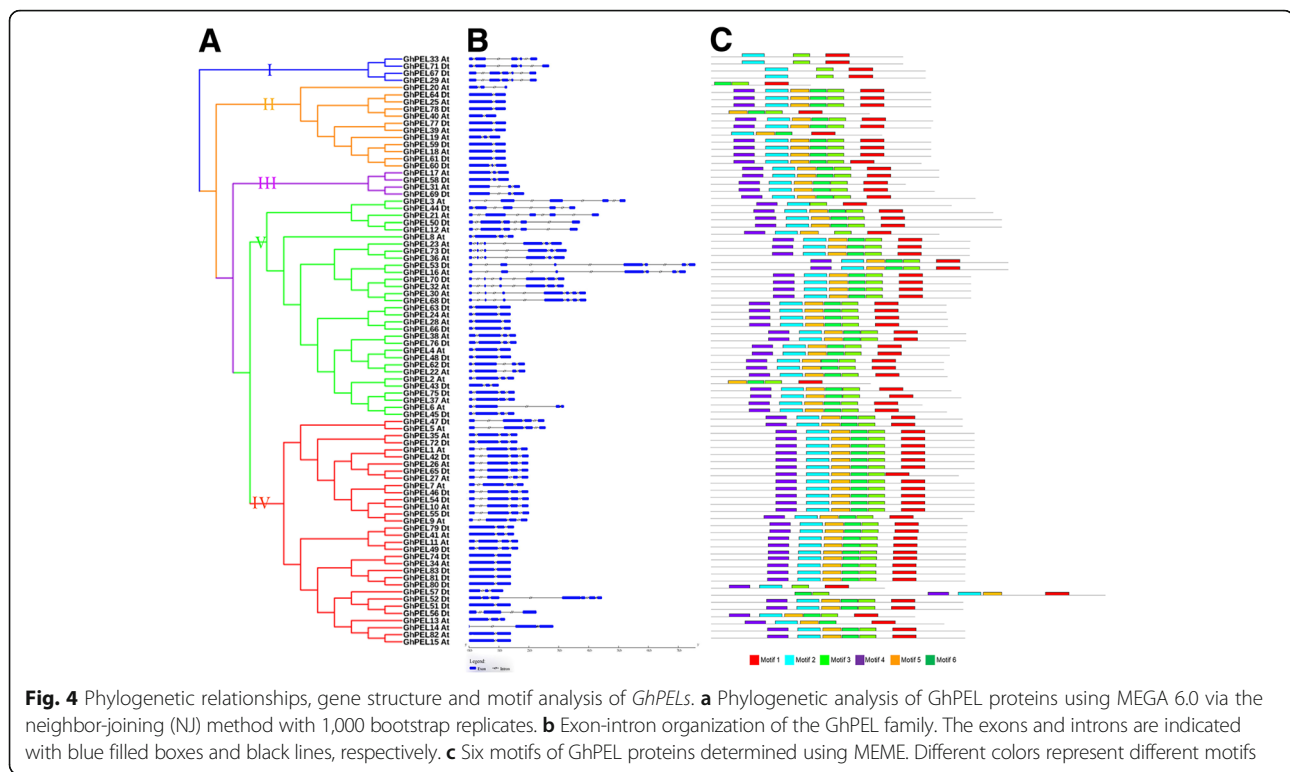 A
B
C
I
II
III
V
IV
GhPEL33 At
GhPEL71 Dt
GhPEL67 Dt
GhPEL29 At
GhPEL20 At
GhPEL64 Dt
GhPEL25 At
GhPEL78 Dt
GhPEL40 At
GhPEL77 Dt
GhPEL39 At
GhPEL19 At
GhPEL59 Dt
GhPEL18 At
GhPEL61 Dt
GhPEL60 Dt
GhPEL17 At
GhPEL58 Dt
GhPEL31 At
GhPEL69 Dt
GhPEL3 At
GhPEL44 Dt
GhPEL21 At
GhPEL50 Dt
GhPEL12 At
GhPEL8 At
GhPEL23 At
GhPEL73 Dt
GhPEL36 At
GhPEL53 Dt
GhPEL16 At
GhPEL70 Dt
GhPEL32 At
GhPEL30 At
GhPEL68 Dt
GhPEL63 Dt
GhPEL24 At
GhPEL28 At
GhPEL66 Dt
GhPEL38 At
GhPEL76 Dt
GhPEL4 At
GhPEL48 Dt
GhPEL62 Dt
GhPEL22 At
GhPEL2 At
GhPEL43 Dt
GhPEL75 Dt
GhPEL37 At
GhPEL6 At
GhPEL45 Dt
GhPEL47 Dt
GhPEL5 At
GhPEL35 At
GhPEL72 Dt
GhPEL1 At
GhPEL42 Dt
GhPEL26 At
GhPEL65 Dt
GhPEL27 At
GhPEL7 At
GhPEL46 Dt
GhPEL54 Dt
GhPEL10 At
GhPEL55 Dt
GhPEL9 At
GhPEL79 Dt
GhPEL41 At
GhPEL11 At
GhPEL49 Dt
GhPEL74 Dt
GhPEL34 At
GhPEL83 Dt
GhPEL81 Dt
GhPEL80 Dt
GhPEL57 Dt
GhPEL52 Dt
GhPEL51 Dt
GhPEL56 Dt
GhPEL13 At
GhPEL14 At
GhPEL82 At
GhPEL15 At
Legend:
Exon Intron
Motif 1 Motif 2 Motif 3 Motif 4 Motif 5 Motif 6
Fig. 4 Phylogenetic relationships, gene structure and motif analysis of GhPELs. a Phylogenetic analysis of GhPEL proteins using MEGA 6.0 via the
neighbor-joining (NJ) method with 1,000 bootstrap replicates. b Exon-intron organization of the GhPEL family. The exons and introns are indicated
with blue filled boxes and black lines, respectively. c Six motifs of GhPEL proteins determined using MEME. Different colors represent different motifs